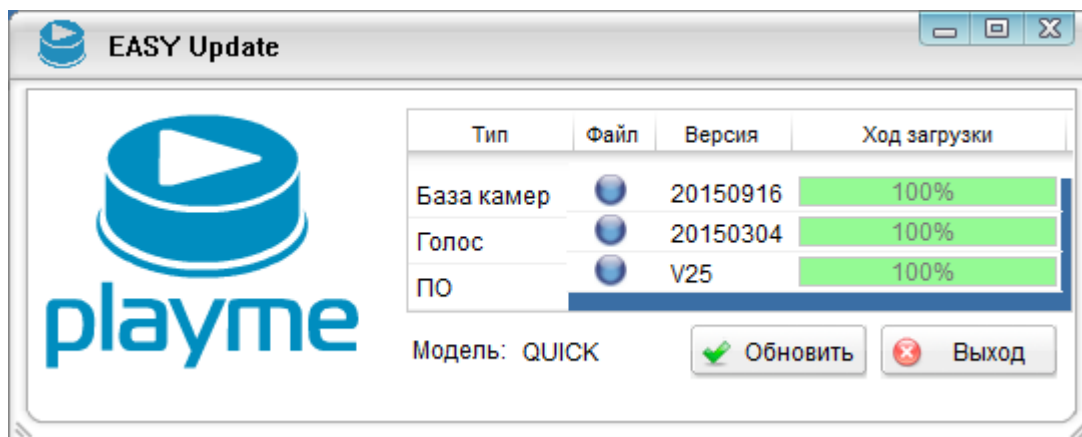 EASY Update
playme
Тип Файл Версия Ход загрузки
База камер 20150916 100%
Голос 20150304 100%
ПО V25 100%
Модель: QUICK Обновить Выход